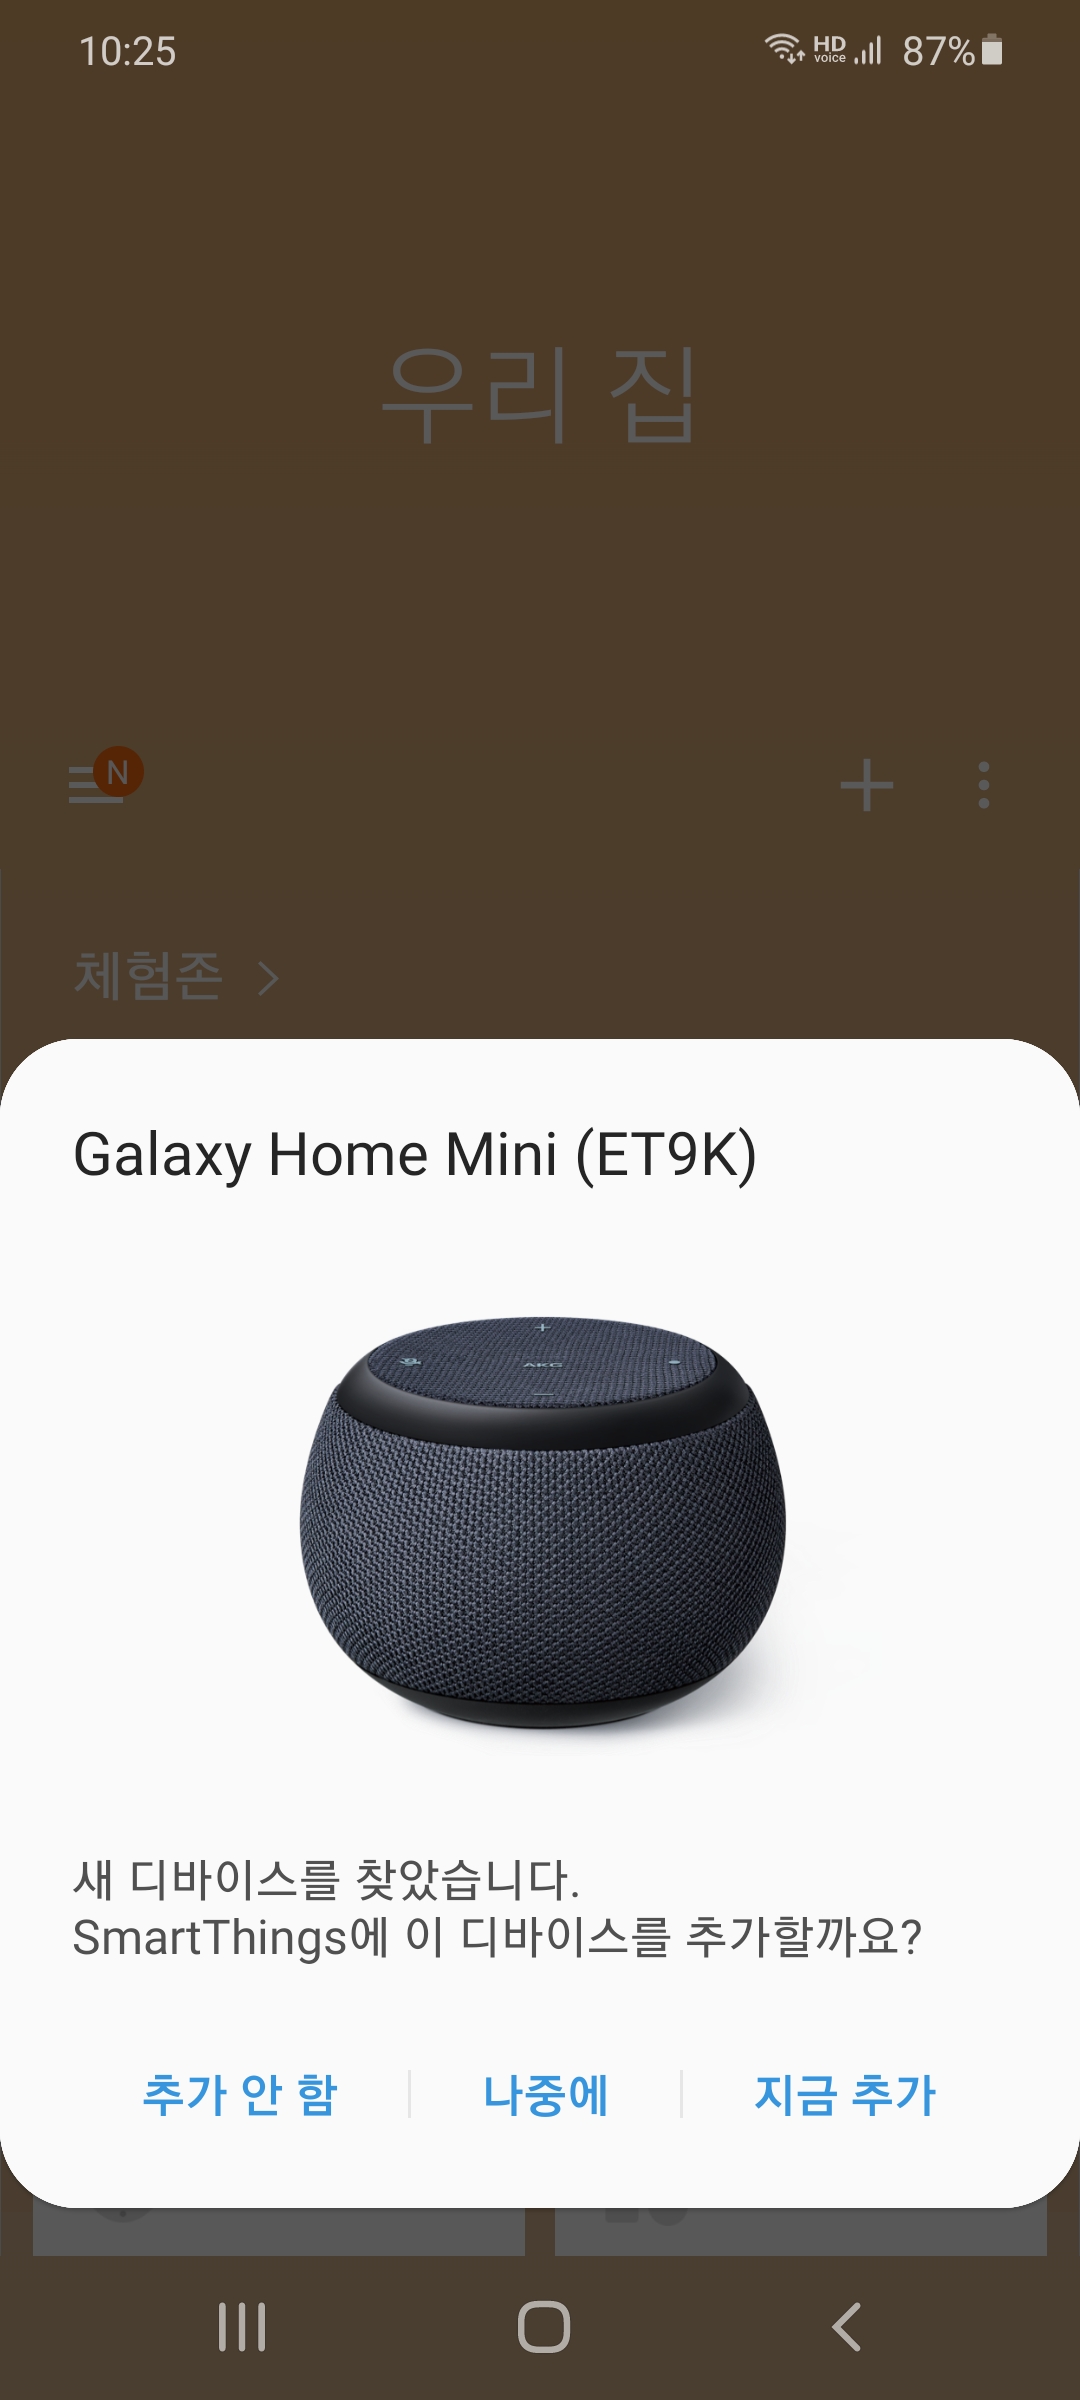 10:25
HD voice 87%
우리 집
N
체험존
Galaxy Home Mini (ET9K)
AKG
새 디바이스를 찾았습니다.
SmartThings에 이 디바이스를 추가할까요?
추가 안 함 나중에 지금 추가